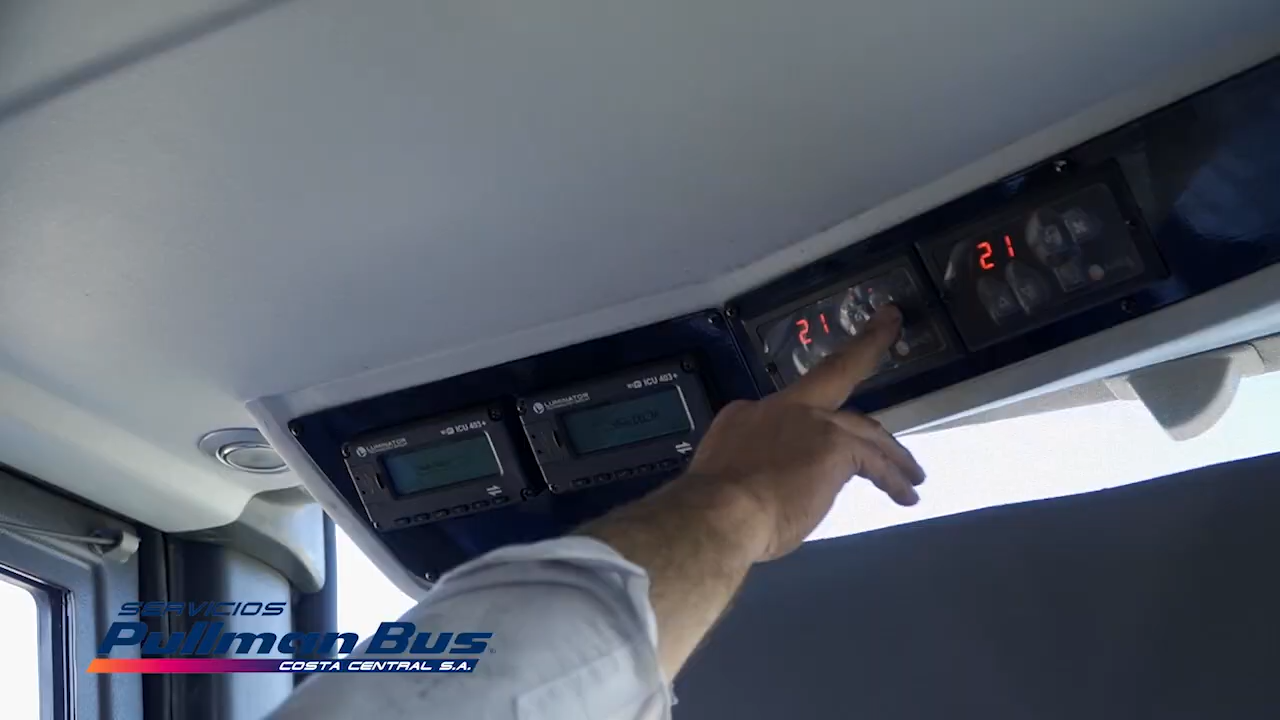 21
21
LUMINATOR
ICU 403+
LUMINATOR
ICU 403+
SERVICIOS
Pullman Bus
COSTA CENTRAL S.A.